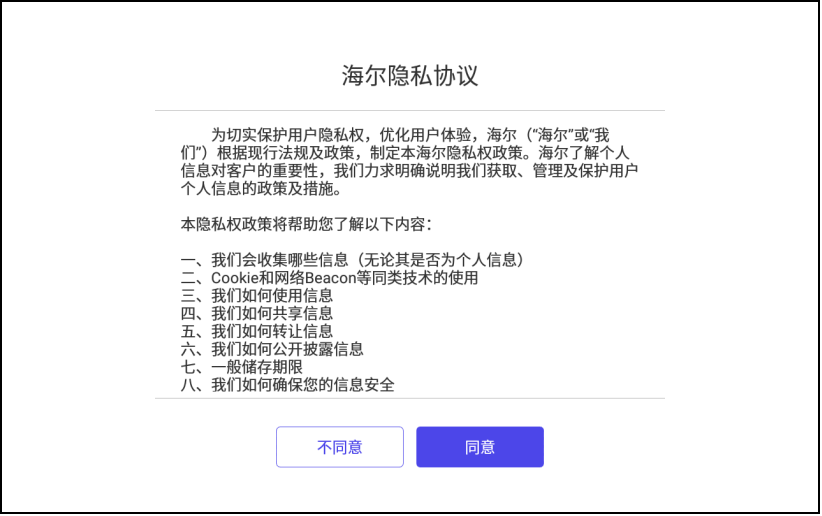 海尔隐私协议
为切实保护用户隐私权，优化用户体验，海尔（“海尔”或“我
们”）根据现行法规及政策，制定本海尔隐私权政策。海尔了解个人
信息对客户的重要性，我们力求明确说明我们获取、管理及保护用户
个人信息的政策及措施。
本隐私权政策将帮助您了解以下内容：
一、我们会收集哪些信息（无论其是否为个人信息）
二、Cookie和网络Beacon等同类技术的使用
三、我们如何使用信息
四、我们如何共享信息
五、我们如何转让信息
六、我们如何公开披露信息
七、一般储存期限
八、我们如何确保您的信息安全
不同意
同意